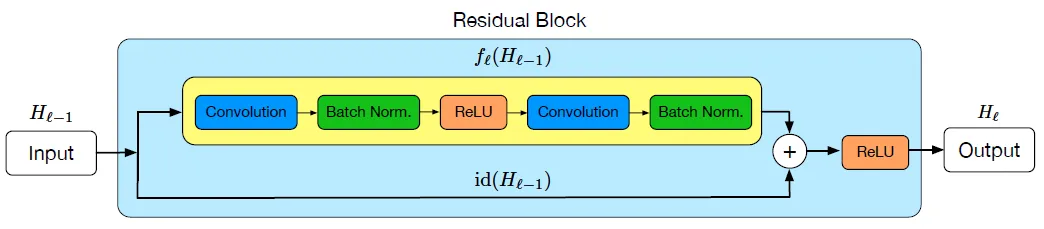 Residual Block
fℓ(Hℓ−1)
Hℓ−1
Input
Convolution
Batch Norm.
ReLU
Convolution
Batch Norm.
+
ReLU
Hℓ
Output
id(Hℓ−1)